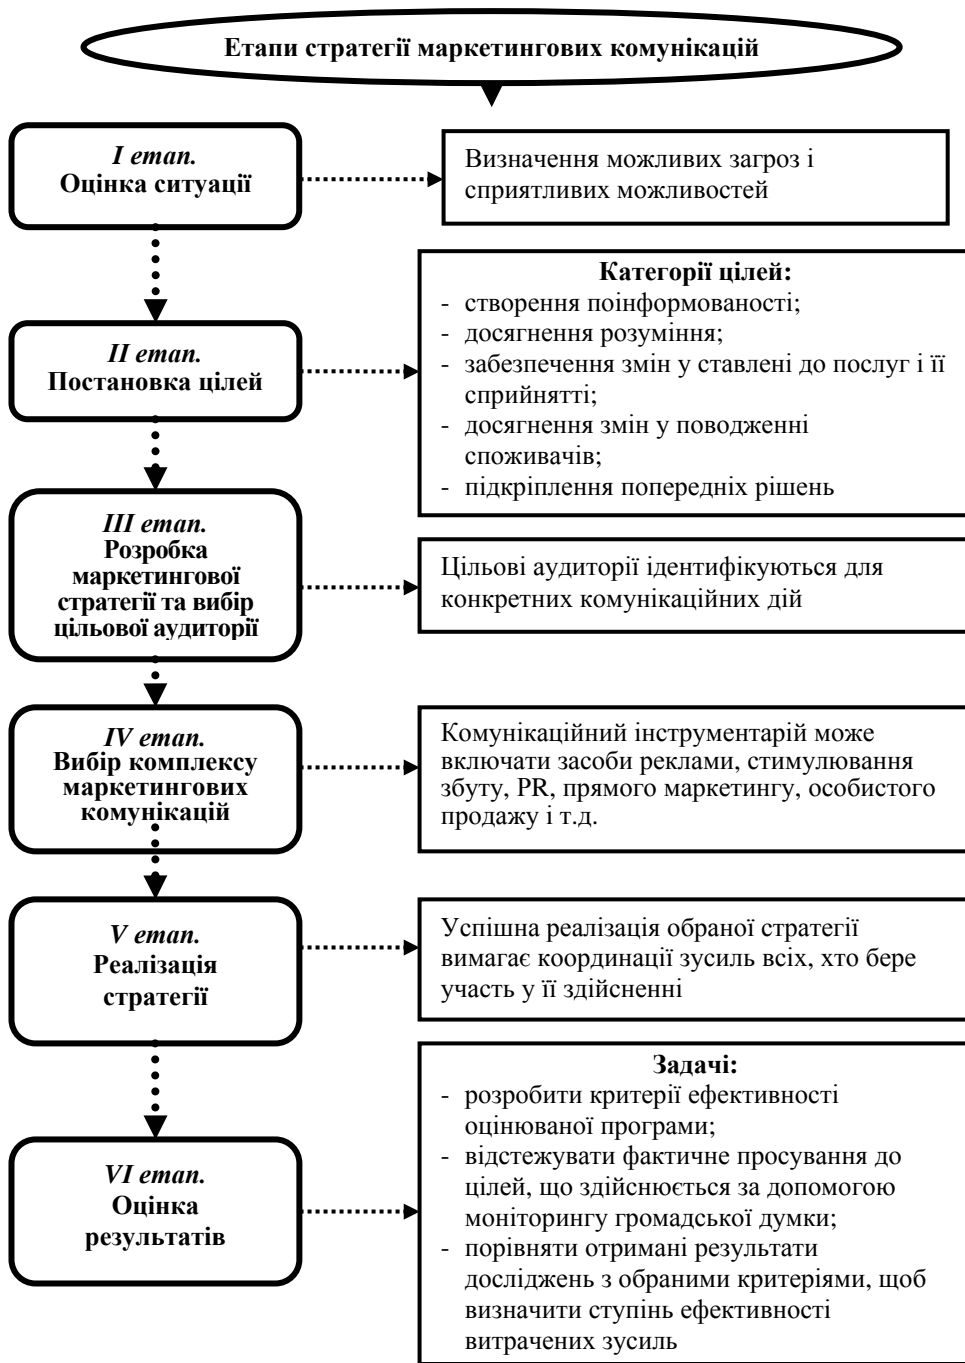 Етапи стратегії маркетингових комунікацій
І етап.
Оцінка ситуації
Визначення можливих загроз і
сприятливих можливостей
ІІ етап.
Постановка цілей
Категорії цілей:
- створення поінформованості;
- досягнення розуміння;
- забезпечення змін у ставлені до послуг і її
сприйнятті;
- досягнення змін у поводженні
споживачів;
- підкріплення попередніх рішень
ІІІ етап.
Розробка
маркетингової
стратегії та вибір
цільової аудиторії
Цільові аудиторії ідентифікуються для
конкретних комунікаційних дій
IV етап.
Вибір комплексу
маркетингових
комунікацій
Комунікаційний інструментарій може
включати засоби реклами, стимулювання
збуту, PR, прямого маркетингу, особистого
продажу і т.д.
V етап.
Реалізація
стратегії
Успішна реалізація обраної стратегії
вимагає координації зусиль всіх, хто бере
участь у її здійсненні
VI етап.
Оцінка
результатів
Задачі:
- розробити критерії ефективності
оцінюваної програми;
- відстежувати фактичне просування до
цілей, що здійснюється за допомогою
моніторингу громадської думки;
- порівняти отримані результати
досліджень з обраними критеріями, щоб
визначити ступінь ефективності
витрачених зусиль